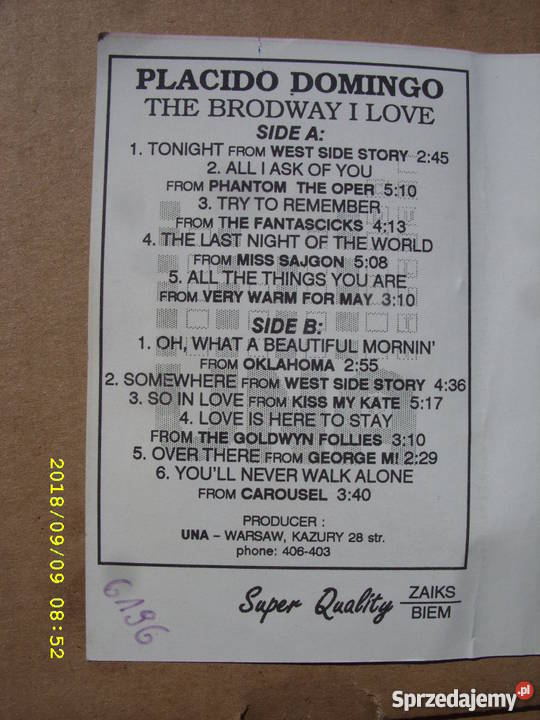 PLACIDO DOMINGO
THE BRODWAY I LOVE
SIDE A:
1. TONIGHT FROM WEST SIDE STORY 2:45
2. ALL I ASK OF YOU
FROM PHANTOM THE OPER 5:10
3. TRY TO REMEMBER
FROM THE FANTASCICKS 4:13
4. THE LAST NIGHT OF THE WORLD
FROM MISS SAJGON 5:08
5. ALL THE THINGS YOU ARE
FROM VERY WARM FOR MAY 3:10
SIDE B:
1. OH, WHAT A BEAUTIFUL MORNIN'
FROM OKLAHOMA 2:55
2. SOMEWHERE FROM WEST SIDE STORY 4:36
3. SO IN LOVE FROM KISS MY KATE 5:17
4. LOVE IS HERE TO STAY
FROM THE GOLDWYN FOLLIES 3:10
5. OVER THERE FROM GEORGE M! 2:29
6. YOU'LL NEVER WALK ALONE
FROM CAROUSEL 3:40
PRODUCER :
UNA – WARSAW, KAZURY 28 str.
phone: 406-403
Super Quality ZAIKS
BIEM
6196
2018/09/09 08:52
Sprzedajemy.pl